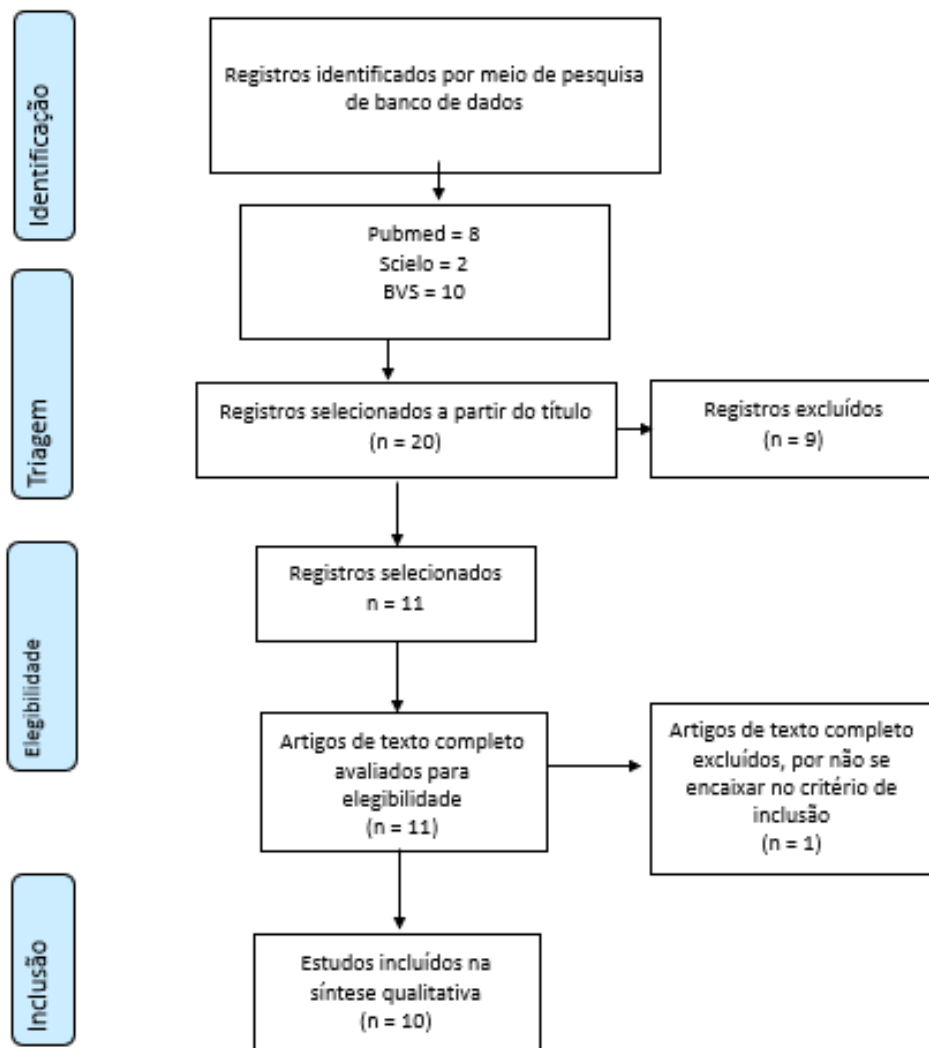 Identificação
Registros identificados por meio de pesquisa
de banco de dados
Pubmed = 8
Scielo = 2
BVS = 10
Triagem
Registros selecionados a partir do título
(n = 20)
Registros excluídos
(n = 9)
Elegibilidade
Registros selecionados
n = 11
Artigos de texto completo
avaliados para
elegibilidade
(n = 11)
Artigos de texto completo
excluídos, por não se
encaixar no critério de
inclusão
(n = 1)
Inclusão
Estudos incluídos na
síntese qualitativa
(n = 10)